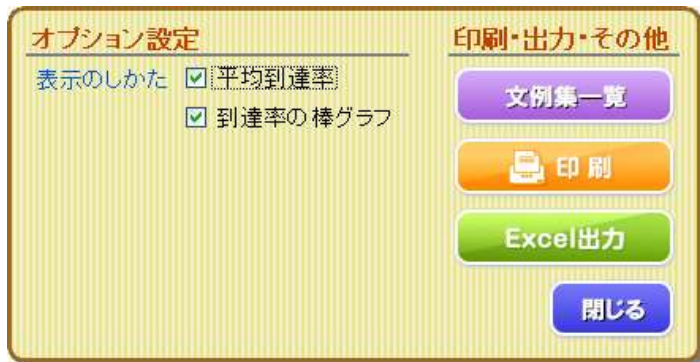 オプション設定
表示のしかた 平均到達率
到達率の棒グラフ
印刷・出力・その他
文例集一覧
印刷
Excel出力
閉じる